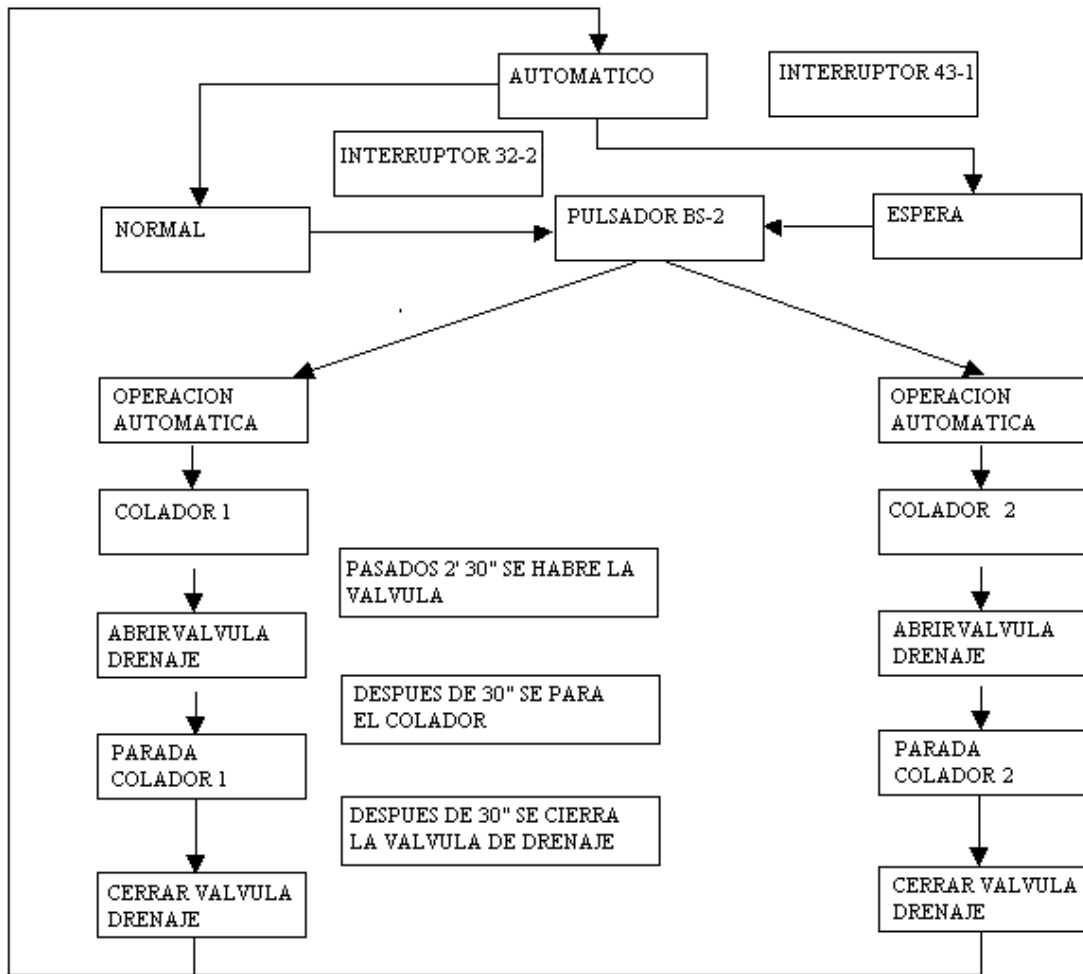 AUTOMATICO
INTERRUPTOR 43-1
INTERRUPTOR 32-2
NORMAL
PULSADOR BS-2
ESPERA
OPERACION
AUTOMATICA
OPERACION
AUTOMATICA
COLADOR 1
COLADOR 2
PASADOS 2' 30" SE HABRE LA
VALVULA
ABRIRVALVULA
DRENAJE
ABRIRVALVULA
DRENAJE
DESPUES DE 30" SE PARA
EL COLADOR
PARADA
COLADOR 1
PARADA
COLADOR 2
DESPUES DE 30" SE CIERRA
LA VALVULA DE DRENAJE
CERRAR VALVULA
DRENAJE
CERRAR VALVULA
DRENAJE